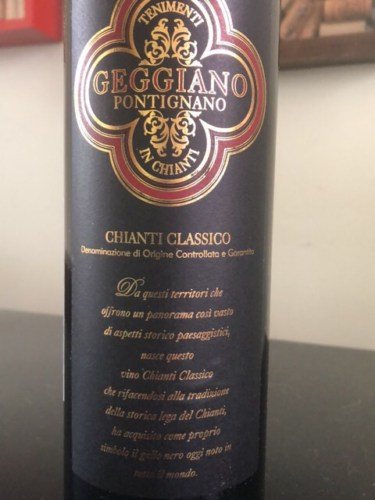 TENIMENTI
GEGGIANO
PONTIGNANO
IN CHIANTI
CHIANTI CLASSICO
Denominazione di Origine Controllata e Garantita
Da questi territori che
offrono un panorama così vasto
di aspetti storico paesaggistici,
nasce questo
vino Chianti Classico
che rifacendosi alla tradizione
della storica lega del Chianti,
ha acquisito come proprio
simbolo il gallo nero oggi noto in
tutto il mondo.